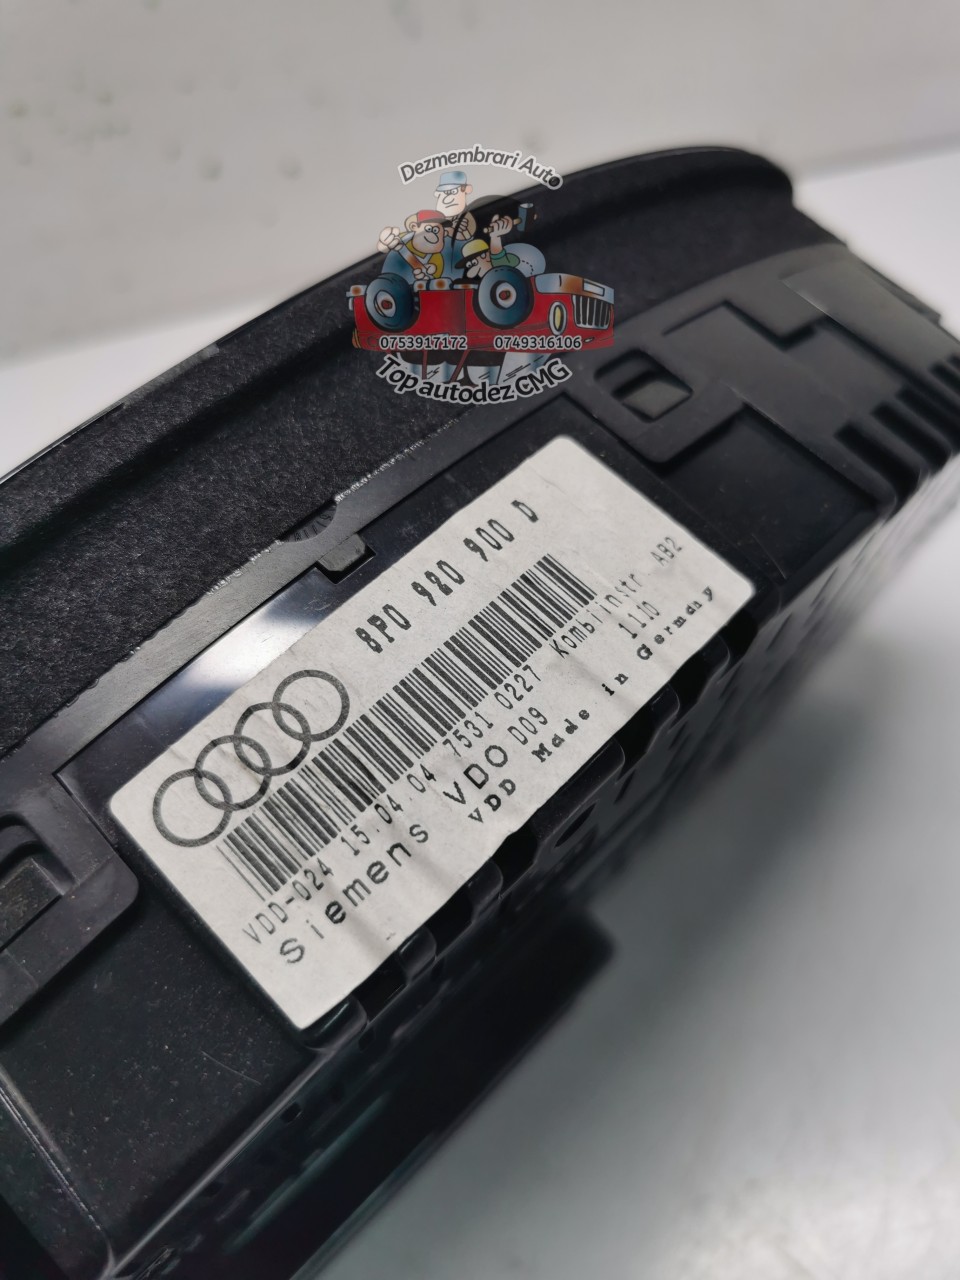 Dezmembrari Auto
0753917172 0749316106
Top autodez CMG
8P0 920 900 D
VDD-024 15.04.04 7531 0227 Kombiinstr. AB2
Siemens VDO D09 1110
VDD Made in Germany